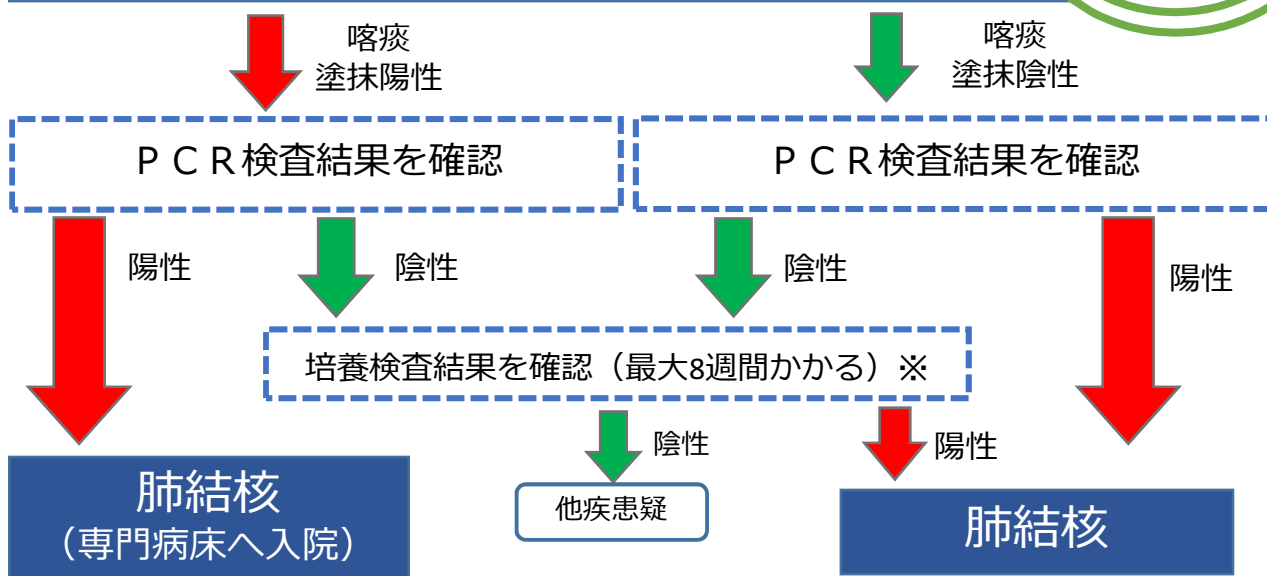 喀痰
塗抹陽性
喀痰
塗抹陰性
ＰＣＲ検査結果を確認
ＰＣＲ検査結果を確認
陽性
陰性
陰性
陽性
培養検査結果を確認（最大8週間かかる）※
陰性
陽性
肺結核
（専門病床へ入院）
他疾患疑
肺結核